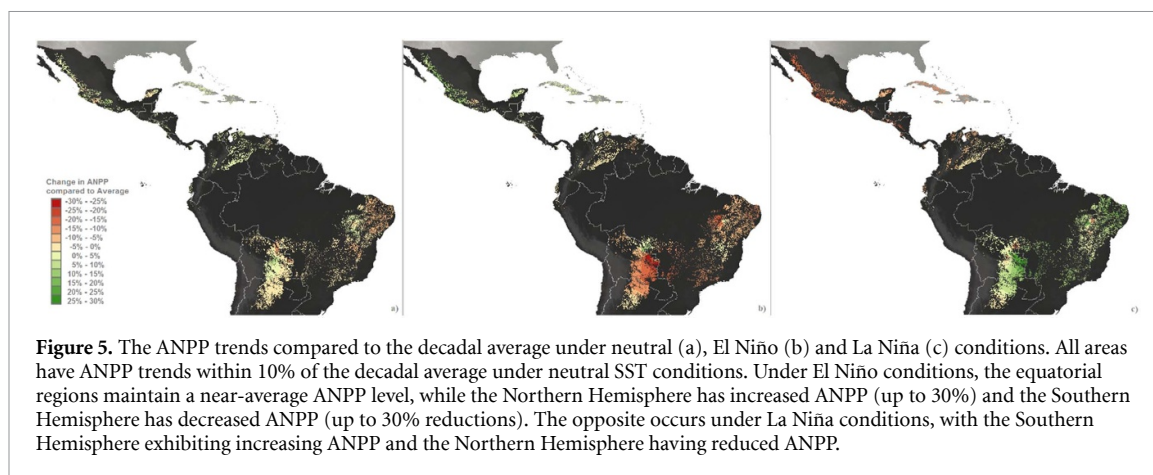 Change in ANPP
compared to Average
-30% - -25%
-25% - -20%
-20% - -15%
-15% - -10%
-10% - -5%
-5% - 0%
0% - 5%
5% - 10%
10% - 15%
15% - 20%
20% - 25%
25% - 30%
a)
b)
c)
Figure 5. The ANPP trends compared to the decadal average under neutral (a), El Niño (b) and La Niña (c) conditions. All areas
have ANPP trends within 10% of the decadal average under neutral SST conditions. Under El Niño conditions, the equatorial
regions maintain a near-average ANPP level, while the Northern Hemisphere has increased ANPP (up to 30%) and the Southern
Hemisphere has decreased ANPP (up to 30% reductions). The opposite occurs under La Niña conditions, with the Southern
Hemisphere exhibiting increasing ANPP and the Northern Hemisphere having reduced ANPP.